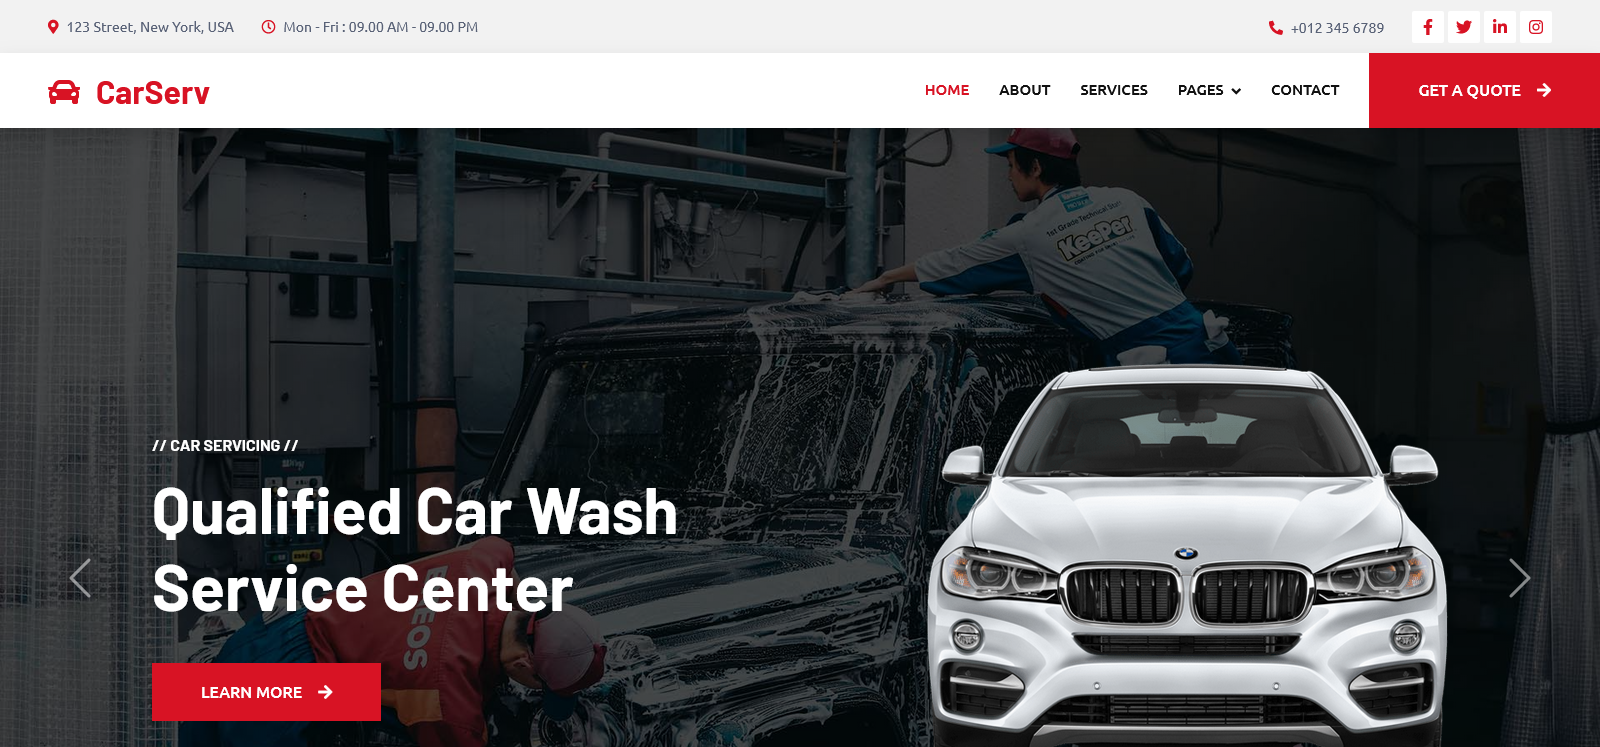 123 Street, New York, USA
Mon - Fri : 09.00 AM - 09.00 PM
+012 345 6789
CarServ
HOME
ABOUT
SERVICES
PAGES
CONTACT
GET A QUOTE
1st Grade Technical Staff
KeePer
// CAR SERVICING //
Qualified Car Wash
Service Center
LEARN MORE